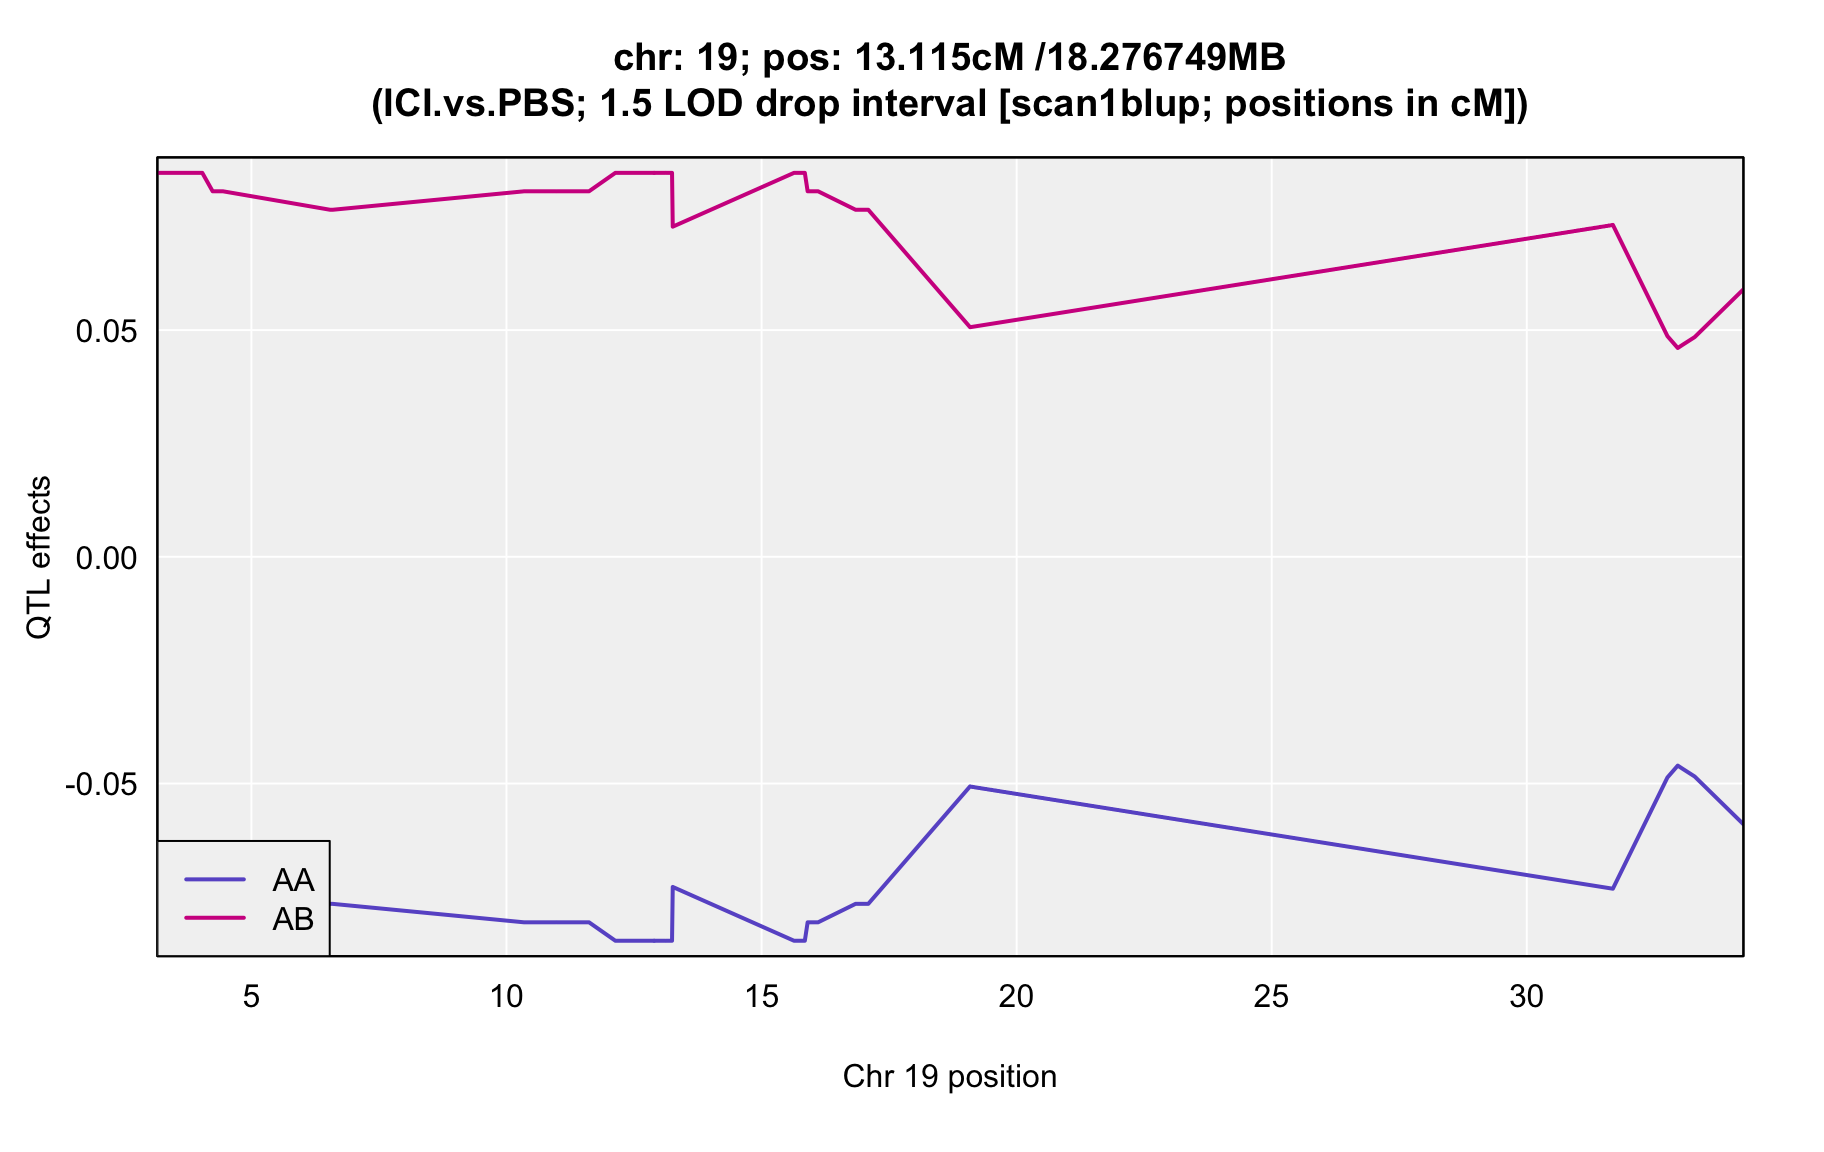 chr: 19; pos: 13.115cM /18.276749MB
(ICI.vs.PBS; 1.5 LOD drop interval [scan1blup; positions in cM])
QTL effects
0.05
0.00
-0.05
AA
AB
5 10 15 20 25 30
Chr 19 position